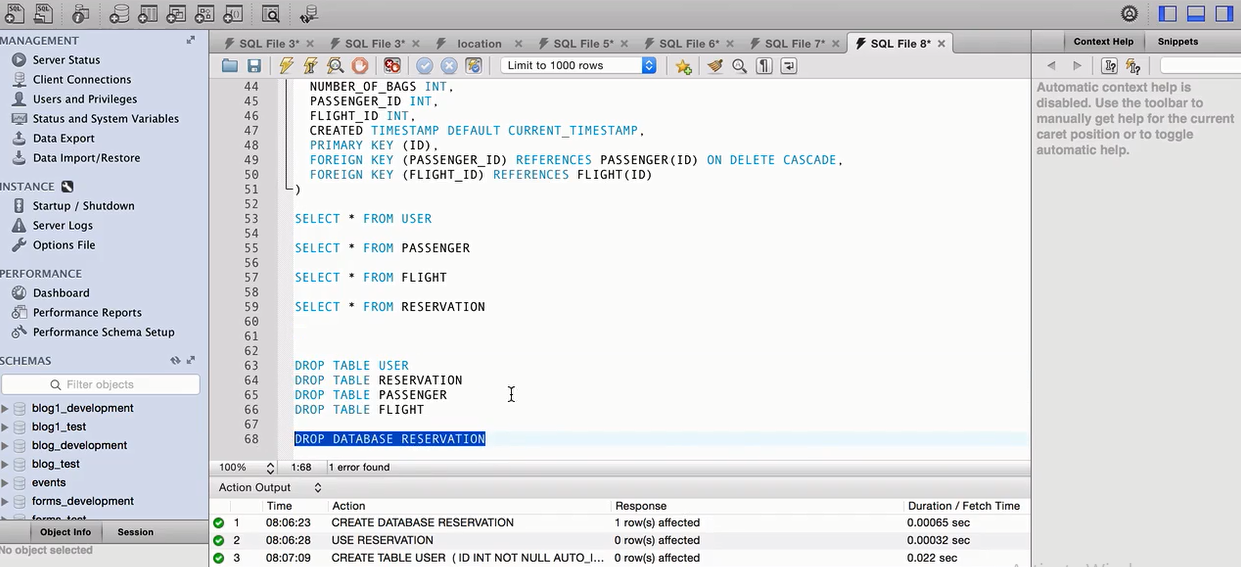 SQL File 3* ×
SQL File 3* ×
location ×
SQL File 5* ×
SQL File 6* ×
SQL File 7* ×
SQL File 8* ×
Context Help
Snippets
Limit to 1000 rows
Automatic context help is
disabled. Use the toolbar to
manually get help for the current
caret position or to toggle
automatic help.
MANAGEMENT
Server Status
Client Connections
Users and Privileges
Status and System Variables
Data Export
Data Import/Restore
INSTANCE
Startup / Shutdown
Server Logs
Options File
PERFORMANCE
Dashboard
Performance Reports
Performance Schema Setup
SCHEMAS
Filter objects
blog1_development
blog1_test
blog_development
blog_test
events
forms_development
forms_test
Object Info
Session
No object selected
44 NUMBER_OF_BAGS INT,
45 PASSENGER_ID INT,
46 FLIGHT_ID INT,
47 CREATED TIMESTAMP DEFAULT CURRENT_TIMESTAMP,
48 PRIMARY KEY (ID),
49 FOREIGN KEY (PASSENGER_ID) REFERENCES PASSENGER(ID) ON DELETE CASCADE,
50 FOREIGN KEY (FLIGHT_ID) REFERENCES FLIGHT(ID)
51 )
52
53 SELECT * FROM USER
54
55 SELECT * FROM PASSENGER
56
57 SELECT * FROM FLIGHT
58
59 SELECT * FROM RESERVATION
60
61
62
63 DROP TABLE USER
64 DROP TABLE RESERVATION
65 DROP TABLE PASSENGER
66 DROP TABLE FLIGHT
67
68 DROP DATABASE RESERVATION
100% 1:68 1 error found
Action Output
Time Action Response Duration / Fetch Time
1 08:06:23 CREATE DATABASE RESERVATION 1 row(s) affected 0.00065 sec
2 08:06:28 USE RESERVATION 0 row(s) affected 0.00032 sec
3 08:07:09 CREATE TABLE USER ( ID INT NOT NULL AUTO_I... 0 row(s) affected 0.022 sec